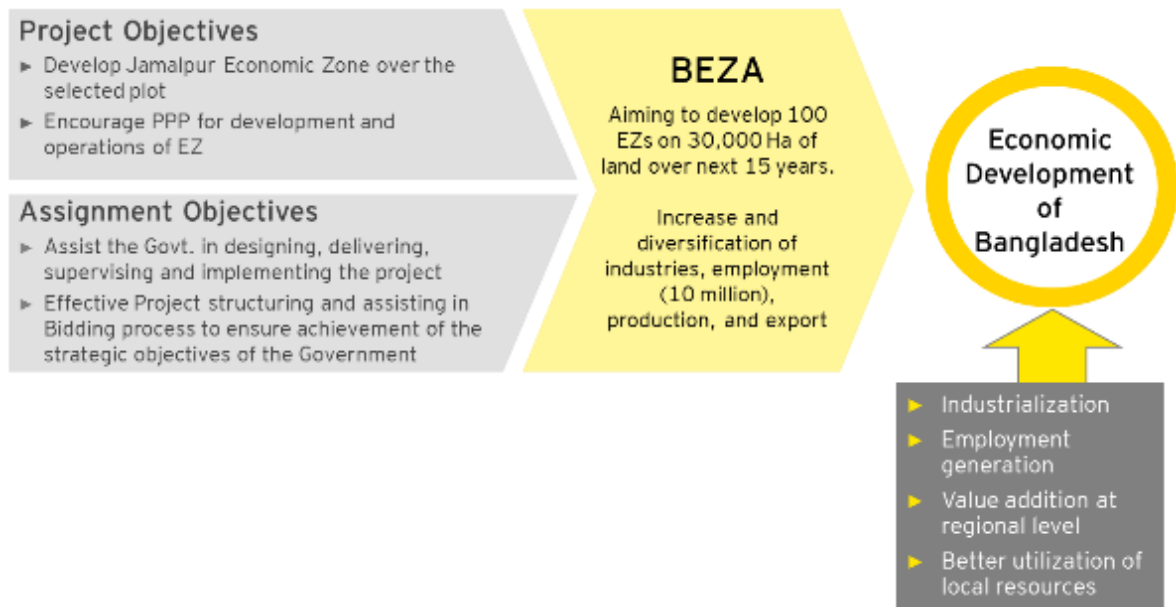 Project Objectives
► Develop Jamalpur Economic Zone over the
selected plot
► Encourage PPP for development and
operations of EZ
Assignment Objectives
► Assist the Govt. in designing, delivering,
supervising and implementing the project
► Effective Project structuring and assisting in
Bidding process to ensure achievement of the
strategic objectives of the Government
BEZA
Aiming to develop 100
EZs on 30,000 Ha of
land over next 15 years.
Increase and
diversification of
industries, employment
(10 million),
production, and export
Economic
Development
of
Bangladesh
► Industrialization
► Employment
generation
► Value addition at
regional level
► Better utilization of
local resources